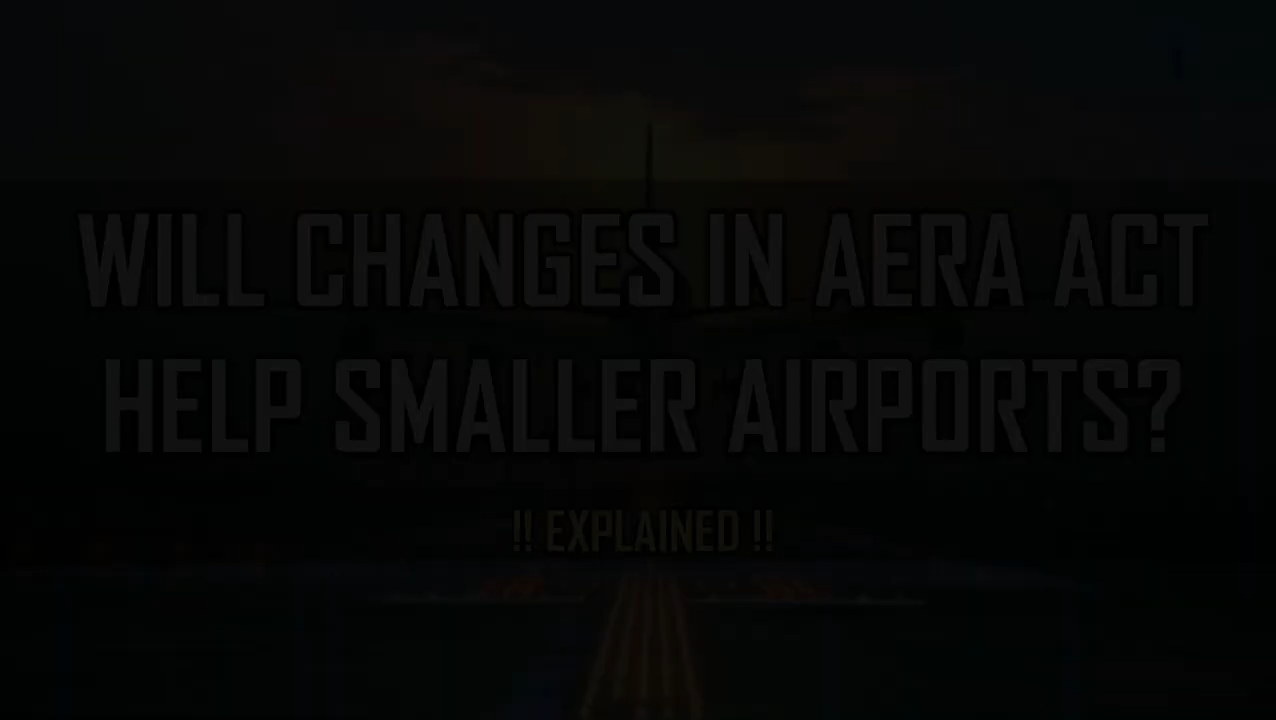 WILL CHANGES IN AERA ACT
HELP SMALLER AIRPORTS?
!! EXPLAINED !!